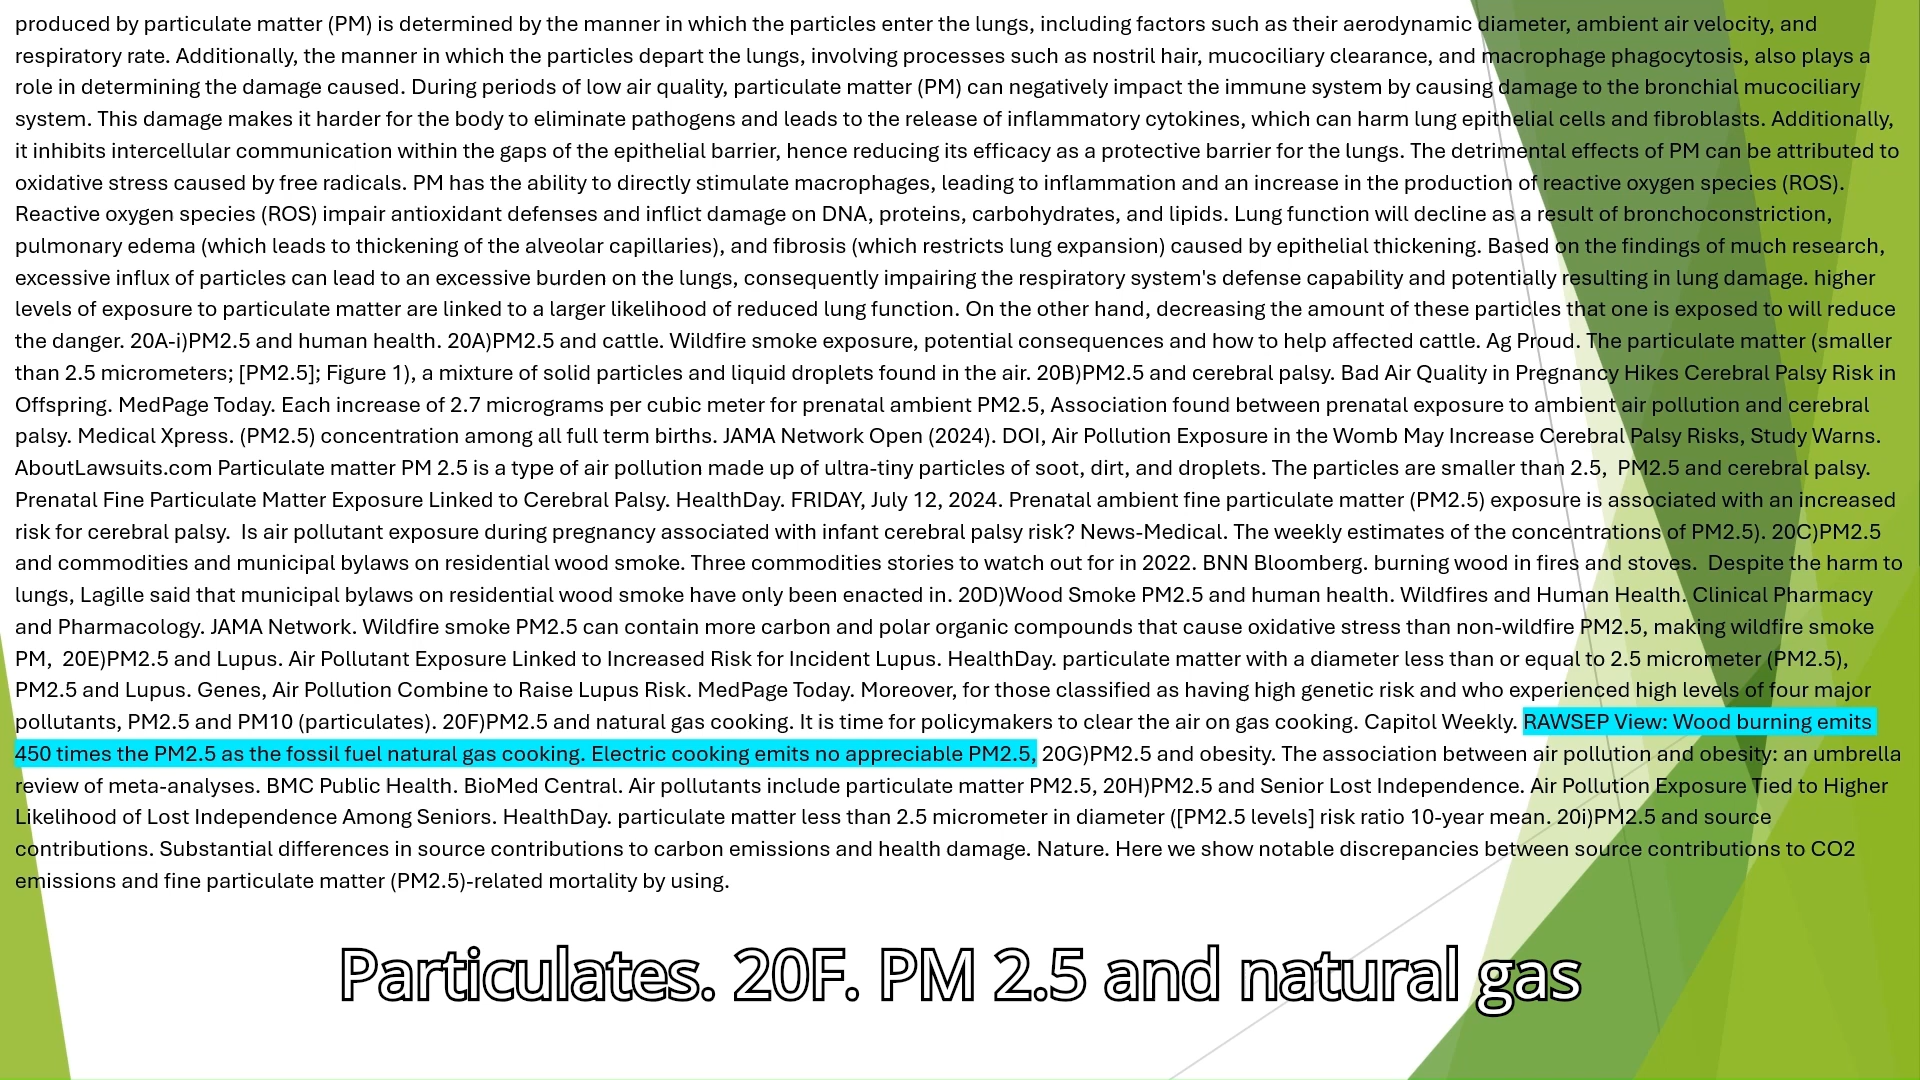 produced by particulate matter (PM) is determined by the manner in which the particles enter the lungs, including factors such as their aerodynamic diameter, ambient air velocity, and
respiratory rate. Additionally, the manner in which the particles depart the lungs, involving processes such as nostril hair, mucociliary clearance, and macrophage phagocytosis, also plays a
role in determining the damage caused. During periods of low air quality, particulate matter (PM) can negatively impact the immune system by causing damage to the bronchial mucociliary
system. This damage makes it harder for the body to eliminate pathogens and leads to the release of inflammatory cytokines, which can harm lung epithelial cells and fibroblasts. Additionally,
it inhibits intercellular communication within the gaps of the epithelial barrier, hence reducing its efficacy as a protective barrier for the lungs. The detrimental effects of PM can be attributed to
oxidative stress caused by free radicals. PM has the ability to directly stimulate macrophages, leading to inflammation and an increase in the production of reactive oxygen species (ROS).
Reactive oxygen species (ROS) impair antioxidant defenses and inflict damage on DNA, proteins, carbohydrates, and lipids. Lung function will decline as a result of bronchoconstriction,
pulmonary edema (which leads to thickening of the alveolar capillaries), and fibrosis (which restricts lung expansion) caused by epithelial thickening. Based on the findings of much research,
excessive influx of particles can lead to an excessive burden on the lungs, consequently impairing the respiratory system's defense capability and potentially resulting in lung damage. higher
levels of exposure to particulate matter are linked to a larger likelihood of reduced lung function. On the other hand, decreasing the amount of these particles that one is exposed to will reduce
the danger. 20A-i)PM2.5 and human health. 20A)PM2.5 and cattle. Wildfire smoke exposure, potential consequences and how to help affected cattle. Ag Proud. The particulate matter (smaller
than 2.5 micrometers; [PM2.5]; Figure 1), a mixture of solid particles and liquid droplets found in the air. 20B)PM2.5 and cerebral palsy. Bad Air Quality in Pregnancy Hikes Cerebral Palsy Risk in
Offspring. MedPage Today. Each increase of 2.7 micrograms per cubic meter for prenatal ambient PM2.5, Association found between prenatal exposure to ambient air pollution and cerebral
palsy. Medical Xpress. (PM2.5) concentration among all full term births. JAMA Network Open (2024). DOI, Air Pollution Exposure in the Womb May Increase Cerebral Palsy Risks, Study Warns.
AboutLawsuits.com Particulate matter PM 2.5 is a type of air pollution made up of ultra-tiny particles of soot, dirt, and droplets. The particles are smaller than 2.5,  PM2.5 and cerebral palsy.
Prenatal Fine Particulate Matter Exposure Linked to Cerebral Palsy. HealthDay. FRIDAY, July 12, 2024. Prenatal ambient fine particulate matter (PM2.5) exposure is associated with an increased
risk for cerebral palsy.  Is air pollutant exposure during pregnancy associated with infant cerebral palsy risk? News-Medical. The weekly estimates of the concentrations of PM2.5). 20C)PM2.5
and commodities and municipal bylaws on residential wood smoke. Three commodities stories to watch out for in 2022. BNN Bloomberg. burning wood in fires and stoves.  Despite the harm to
lungs, Lagille said that municipal bylaws on residential wood smoke have only been enacted in. 20D)Wood Smoke PM2.5 and human health. Wildfires and Human Health. Clinical Pharmacy
and Pharmacology. JAMA Network. Wildfire smoke PM2.5 can contain more carbon and polar organic compounds that cause oxidative stress than non-wildfire PM2.5, making wildfire smoke
PM,  20E)PM2.5 and Lupus. Air Pollutant Exposure Linked to Increased Risk for Incident Lupus. HealthDay. particulate matter with a diameter less than or equal to 2.5 micrometer (PM2.5),
PM2.5 and Lupus. Genes, Air Pollution Combine to Raise Lupus Risk. MedPage Today. Moreover, for those classified as having high genetic risk and who experienced high levels of four major
pollutants, PM2.5 and PM10 (particulates). 20F)PM2.5 and natural gas cooking. It is time for policymakers to clear the air on gas cooking. Capitol Weekly. RAWSEP View: Wood burning emits
450 times the PM2.5 as the fossil fuel natural gas cooking. Electric cooking emits no appreciable PM2.5, 20G)PM2.5 and obesity. The association between air pollution and obesity: an umbrella
review of meta-analyses. BMC Public Health. BioMed Central. Air pollutants include particulate matter PM2.5, 20H)PM2.5 and Senior Lost Independence. Air Pollution Exposure Tied to Higher
Likelihood of Lost Independence Among Seniors. HealthDay. particulate matter less than 2.5 micrometer in diameter ([PM2.5 levels] risk ratio 10-year mean. 20i)PM2.5 and source
contributions. Substantial differences in source contributions to carbon emissions and health damage. Nature. Here we show notable discrepancies between source contributions to CO2
emissions and fine particulate matter (PM2.5)-related mortality by using.
Particulates. 20F. PM 2.5 and natural gas